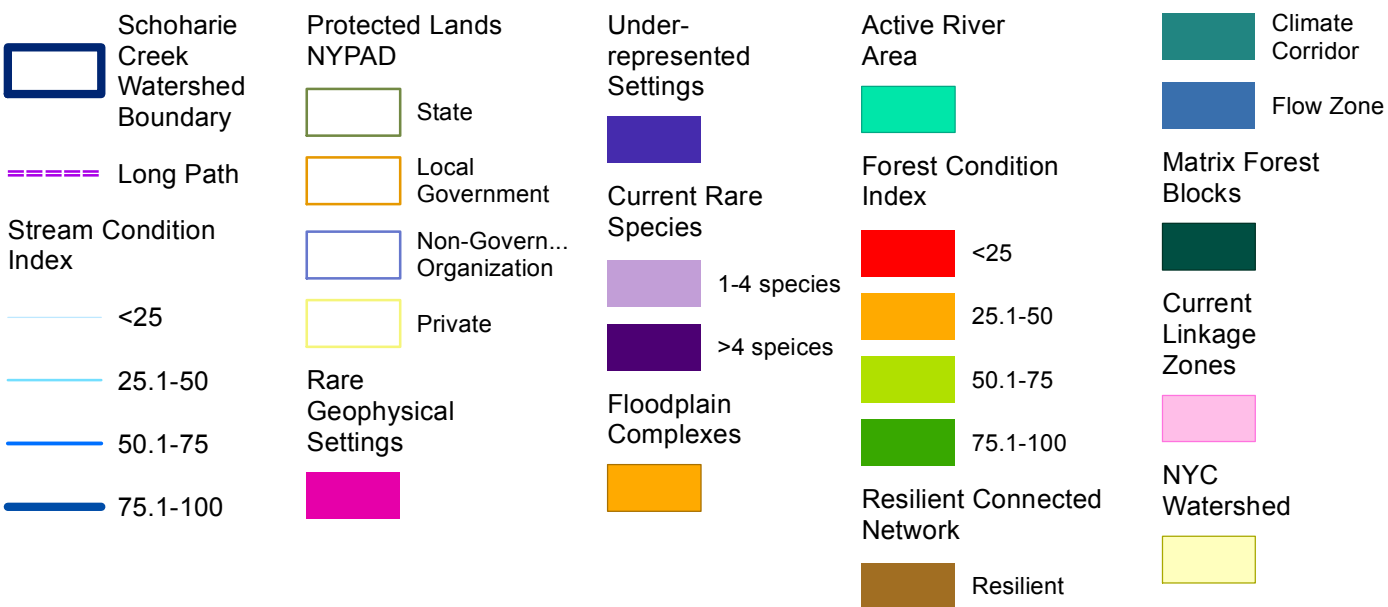 Schoharie
Creek
Watershed
Boundary
Long Path
Stream Condition
Index
<25
25.1-50
50.1-75
75.1-100
Protected Lands
NYPAD
State
Local
Government
Non-Govern...
Organization
Private
Rare
Geophysical
Settings
Under-
represented
Settings
Current Rare
Species
1-4 species
>4 speices
Floodplain
Complexes
Active River
Area
Forest Condition
Index
<25
25.1-50
50.1-75
75.1-100
Resilient Connected
Network
Resilient
Climate
Corridor
Flow Zone
Matrix Forest
Blocks
Current
Linkage
Zones
NYC
Watershed